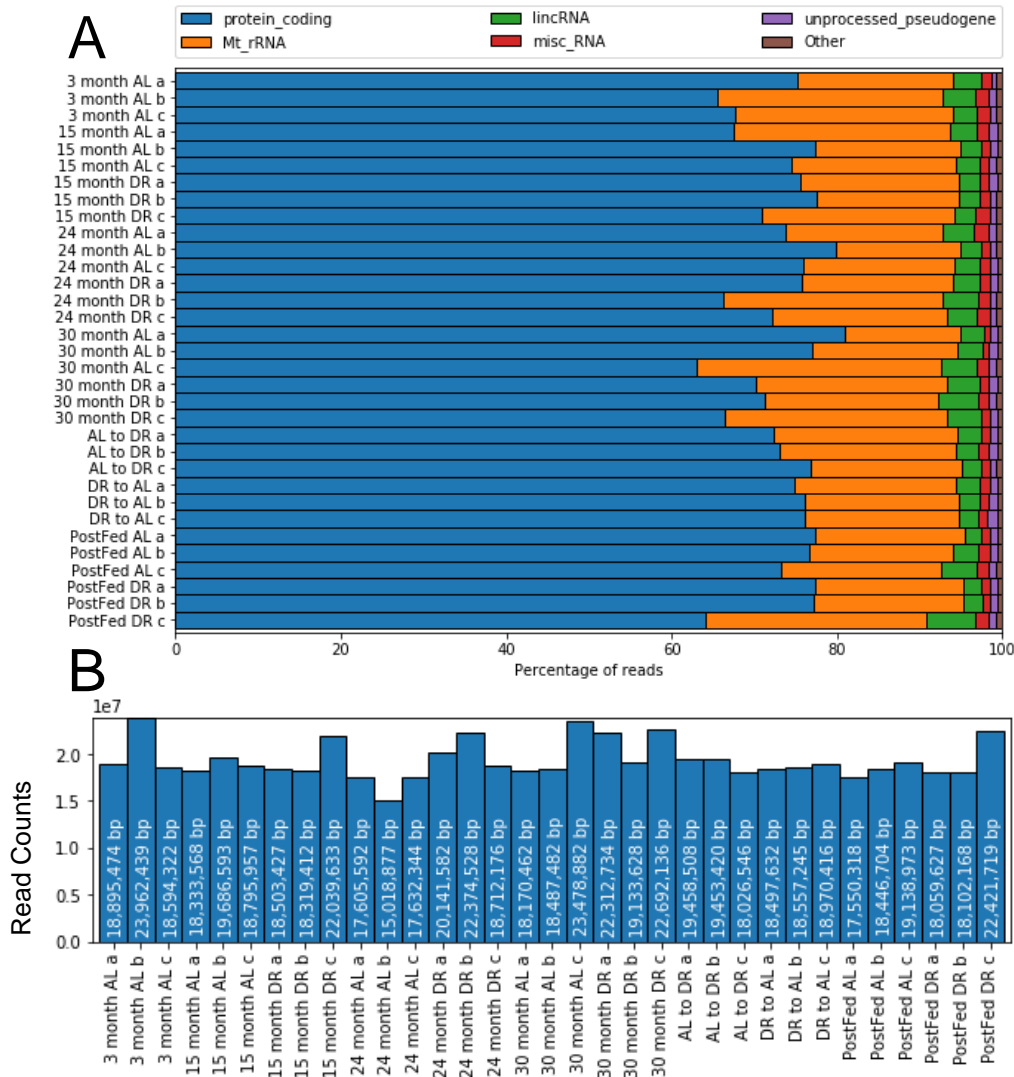 A
protein_coding lincRNA unprocessed_pseudogene
Mt_rRNA misc_RNA Other
3 month AL a
3 month AL b
3 month AL c
15 month AL a
15 month AL b
15 month AL c
15 month DR a
15 month DR b
15 month DR c
24 month AL a
24 month AL b
24 month AL c
24 month DR a
24 month DR b
24 month DR c
30 month AL a
30 month AL b
30 month AL c
30 month DR a
30 month DR b
30 month DR c
AL to DR a
AL to DR b
AL to DR c
DR to AL a
DR to AL b
DR to AL c
PostFed AL a
PostFed AL b
PostFed AL c
PostFed DR a
PostFed DR b
PostFed DR c
0 20 40 60 80 100
Percentage of reads
B
1e7
Read Counts
2.0
1.5
1.0
0.5
0.0
18,895,474 bp
23,962,439 bp
18,594,322 bp
18,333,568 bp
19,686,593 bp
18,795,957 bp
18,503,427 bp
18,319,412 bp
22,039,633 bp
17,605,592 bp
15,018,877 bp
17,632,344 bp
20,141,582 bp
22,374,528 bp
18,712,176 bp
18,170,462 bp
18,487,482 bp
23,478,882 bp
22,312,734 bp
19,133,628 bp
22,692,136 bp
19,458,508 bp
19,453,420 bp
18,026,546 bp
18,497,632 bp
18,557,245 bp
18,970,416 bp
17,550,318 bp
18,446,704 bp
19,138,973 bp
18,059,627 bp
18,102,168 bp
22,421,719 bp
3 month AL a
3 month AL b
3 month AL c
15 month AL a
15 month AL b
15 month AL c
15 month DR a
15 month DR b
15 month DR c
24 month AL a
24 month AL b
24 month AL c
24 month DR a
24 month DR b
24 month DR c
30 month AL a
30 month AL b
30 month AL c
30 month DR a
30 month DR b
30 month DR c
AL to DR a
AL to DR b
AL to DR c
DR to AL a
DR to AL b
DR to AL c
PostFed AL a
PostFed AL b
PostFed AL c
PostFed DR a
PostFed DR b
PostFed DR c